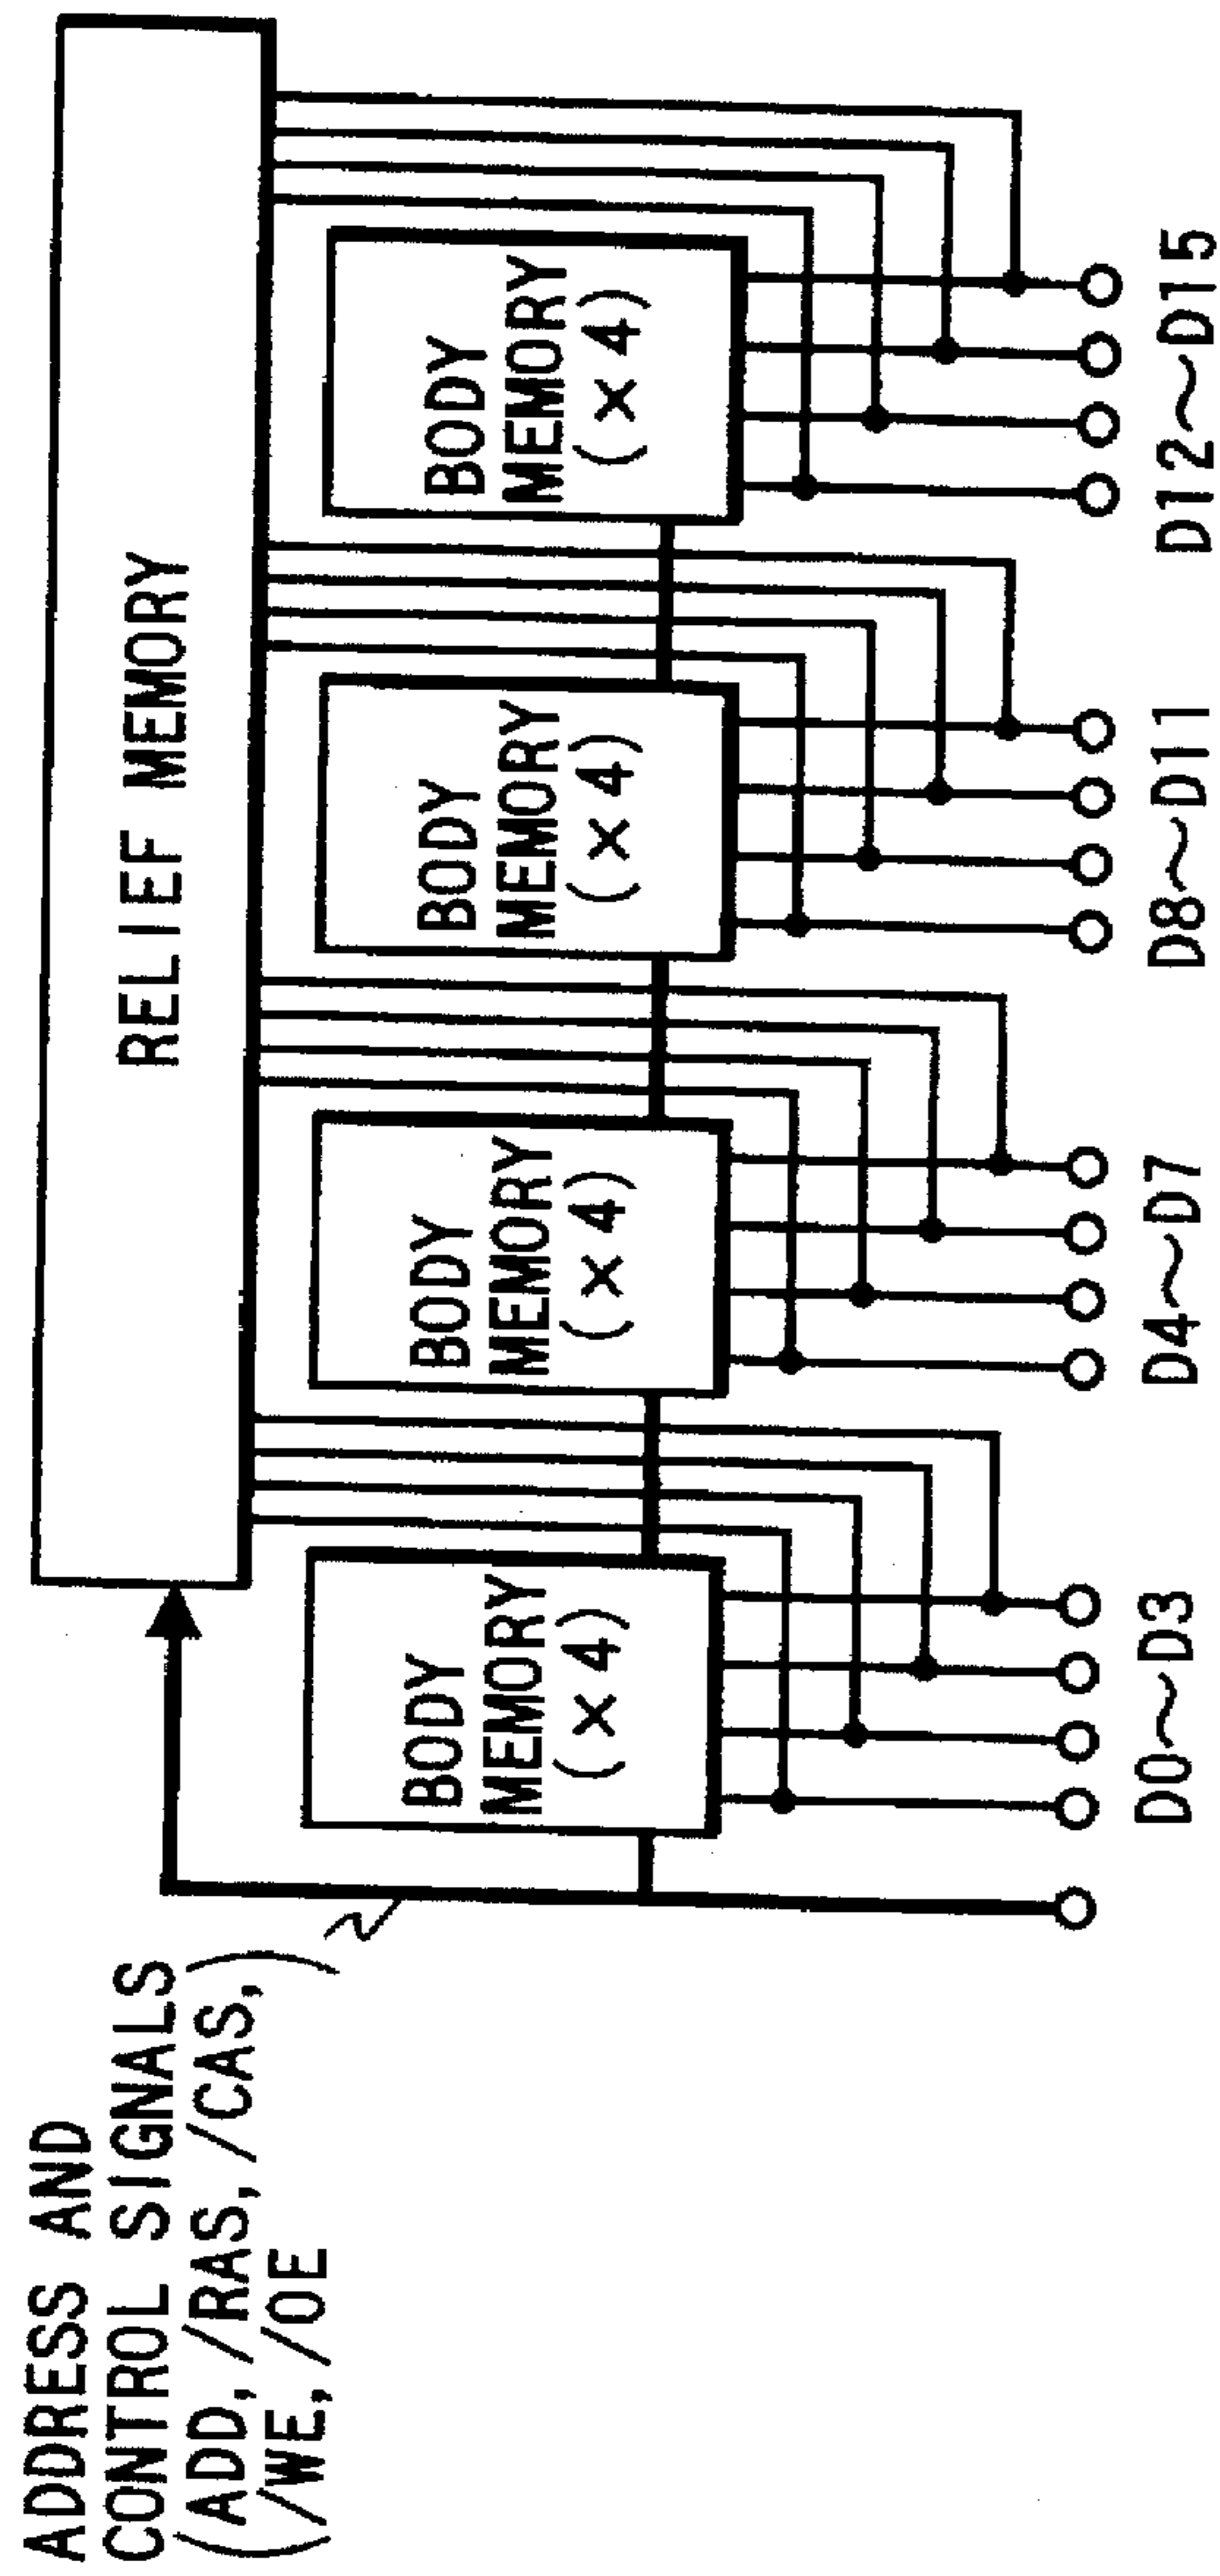 ADDRESS AND
CONTROL SIGNALS
(ADD, /RAS, /CAS,)
(/WE, /OE
RELIEF MEMORY
BODY
MEMORY
(×4)
BODY
MEMORY
(×4)
BODY
MEMORY
(×4)
BODY
MEMORY
(×4)
D0~D3
D4~D7
D8~D11
D12~D15